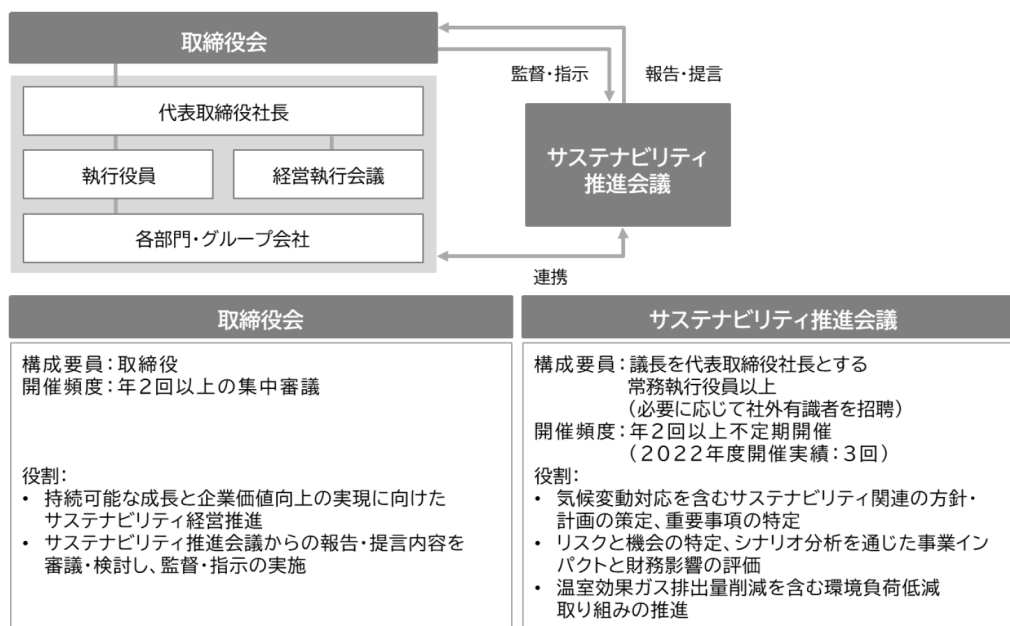 取締役会
監督・指示
報告・提言
代表取締役社長
サステナビリティ
推進会議
執行役員
経営執行会議
各部門・グループ会社
連携
取締役会
構成要員：取締役
開催頻度：年2回以上の集中審議
役割：
• 持続可能な成長と企業価値向上の実現に向けた
サステナビリティ経営推進
• サステナビリティ推進会議からの報告・提言内容を
審議・検討し、監督・指示の実施
サステナビリティ推進会議
構成要員：議長を代表取締役社長とする
常務執行役員以上
（必要に応じて社外有識者を招聘）
開催頻度：年2回以上不定期開催
（2022年度開催実績：3回）
役割：
• 気候変動対応を含むサステナビリティ関連の方針・
計画の策定、重要事項の特定
• リスクと機会の特定、シナリオ分析を通じた事業イン
パクトと財務影響の評価
• 温室効果ガス排出量削減を含む環境負荷低減
取り組みの推進